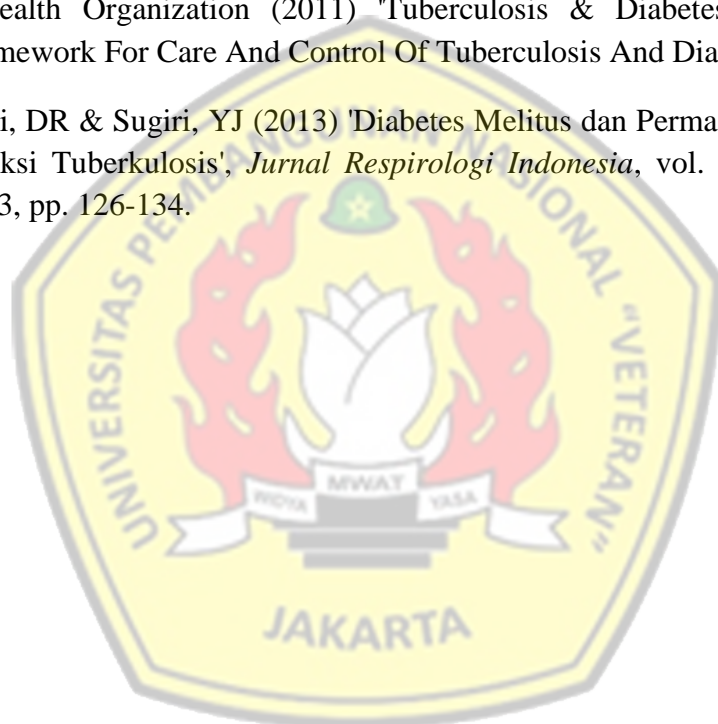 ealth Organization (2011) 'Tuberculosis & Diabetes
mework For Care And Control Of Tuberculosis And Dia
i, DR & Sugiri, YJ (2013) 'Diabetes Melitus dan Perma
ksi Tuberkulosis', Jurnal Respirologi Indonesia, vol.
3, pp. 126-134.
UNIVERSITAS PEMBANGUNAN NASIONAL "VETERAN"
WIDYA MWAT YASA
JAKARTA